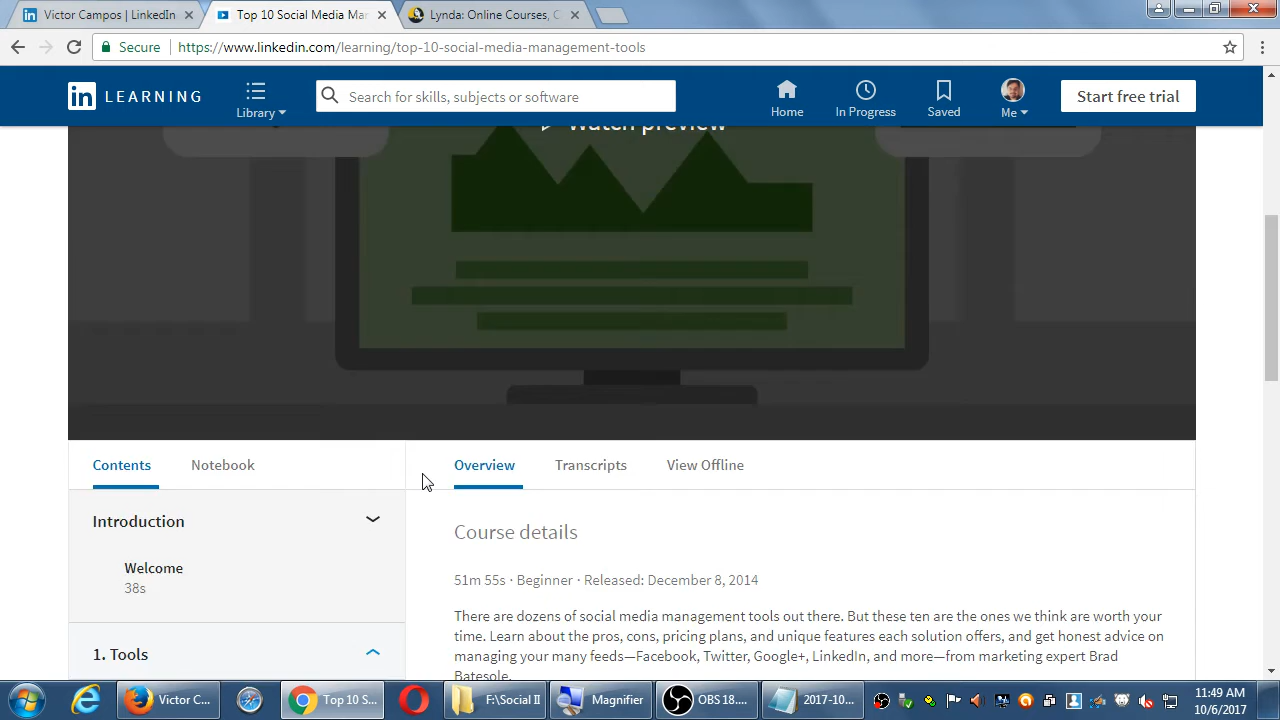 Victor Campos | LinkedIn
Top 10 Social Media Mar
Lynda: Online Courses, C
Secure
https://www.linkedin.com/learning/top-10-social-media-management-tools
in LEARNING
Library
Search for skills, subjects or software
Home
In Progress
Saved
Me
Start free trial
Watch preview
Contents
Notebook
Overview
Transcripts
View Offline
Introduction
Welcome
38s
1. Tools
Course details
51m 55s · Beginner · Released: December 8, 2014
There are dozens of social media management tools out there. But these ten are the ones we think are worth your
time. Learn about the pros, cons, pricing plans, and unique features each solution offers, and get honest advice on
managing your many feeds—Facebook, Twitter, Google+, LinkedIn, and more—from marketing expert Brad
Batesole.
Victor C...
Top 10 S...
F:\Social II
Magnifier
OBS 18....
2017-10...
11:49 AM
10/6/2017